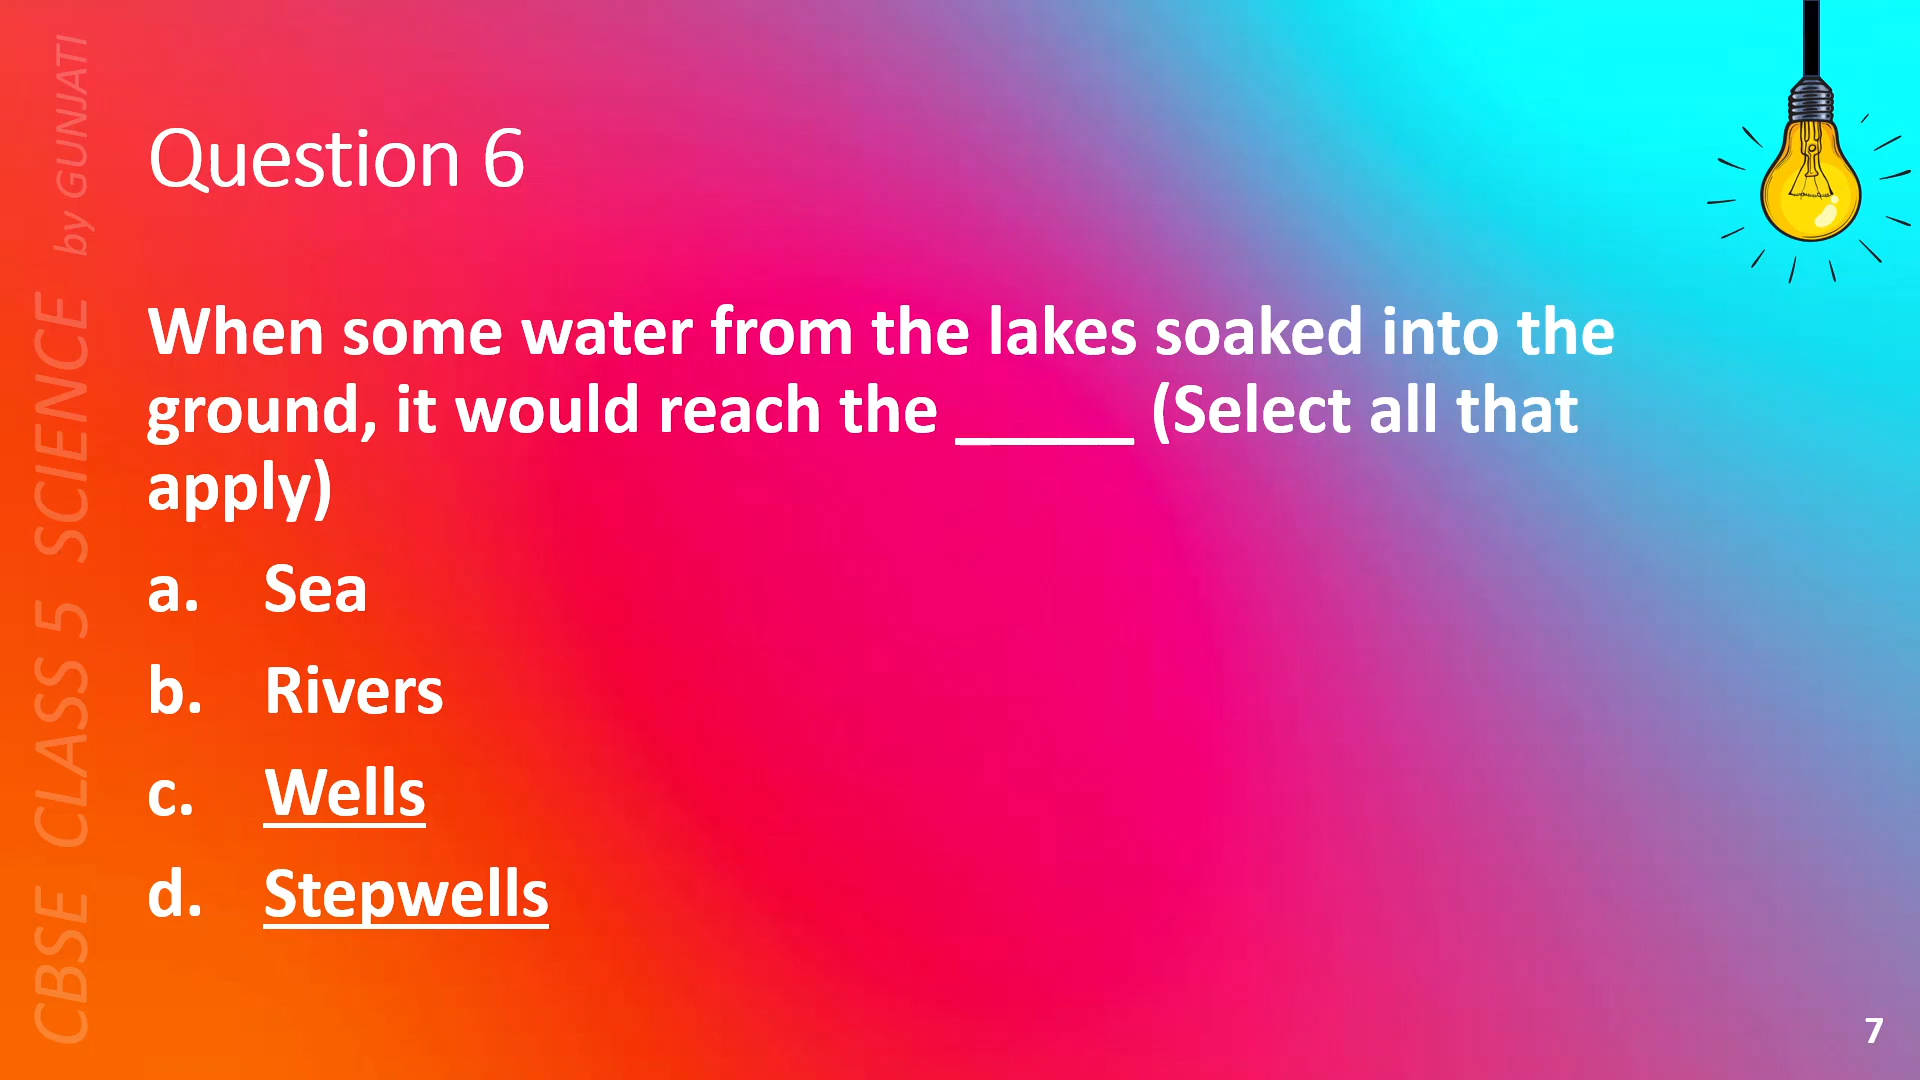 Question 6
When some water from the lakes soaked into the
ground, it would reach the _____ (Select all that
apply)
a. Sea
b. Rivers
c. Wells
d. Stepwells
CBSE CLASS 5 SCIENCE by GUNJATI
7